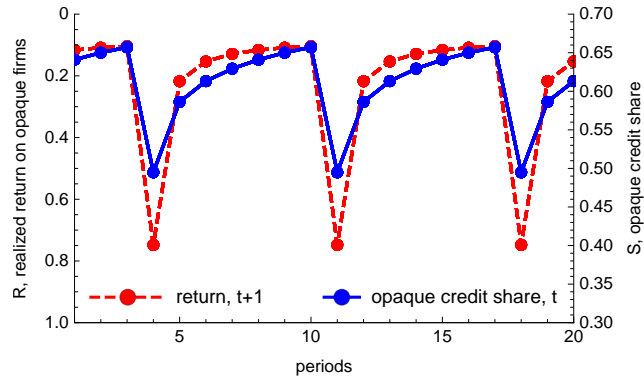 0
0.2
0.4
0.6
0.8
1.0
R, realized return on opaque firms
0.70
0.65
0.60
0.55
0.50
0.45
0.40
0.35
0.30
S, opaque credit share
return, t+1
opaque credit share, t
5 10 15 20
periods